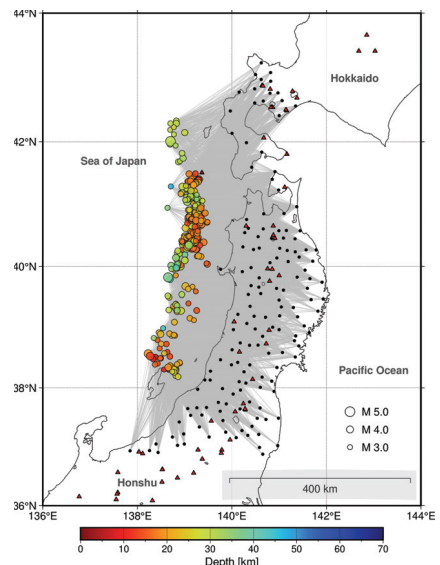 44°N
Hokkaido
42°N
Sea of Japan
40°N
38°N
Pacific Ocean
M 5.0
M 4.0
M 3.0
Honshu
400 km
36°N
136°E 138°E 140°E 142°E 144°E
0 10 20 30 40 50 60 70
Depth [km]